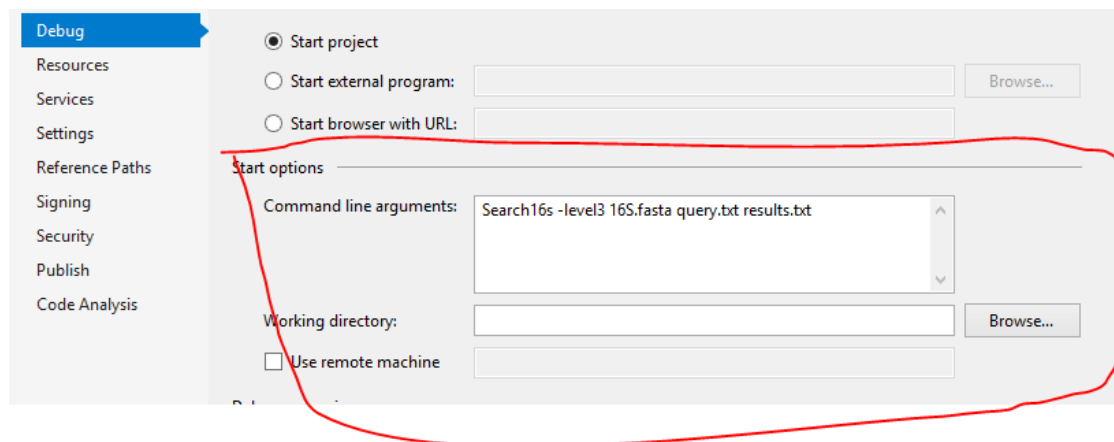 Debug
Resources
Services
Settings
Reference Paths
Signing
Security
Publish
Code Analysis
Start project
Start external program:
Browse...
Start browser with URL:
Start options
Command line arguments:
Search16s -level3 16S.fasta query.txt results.txt
Working directory:
Browse...
Use remote machine